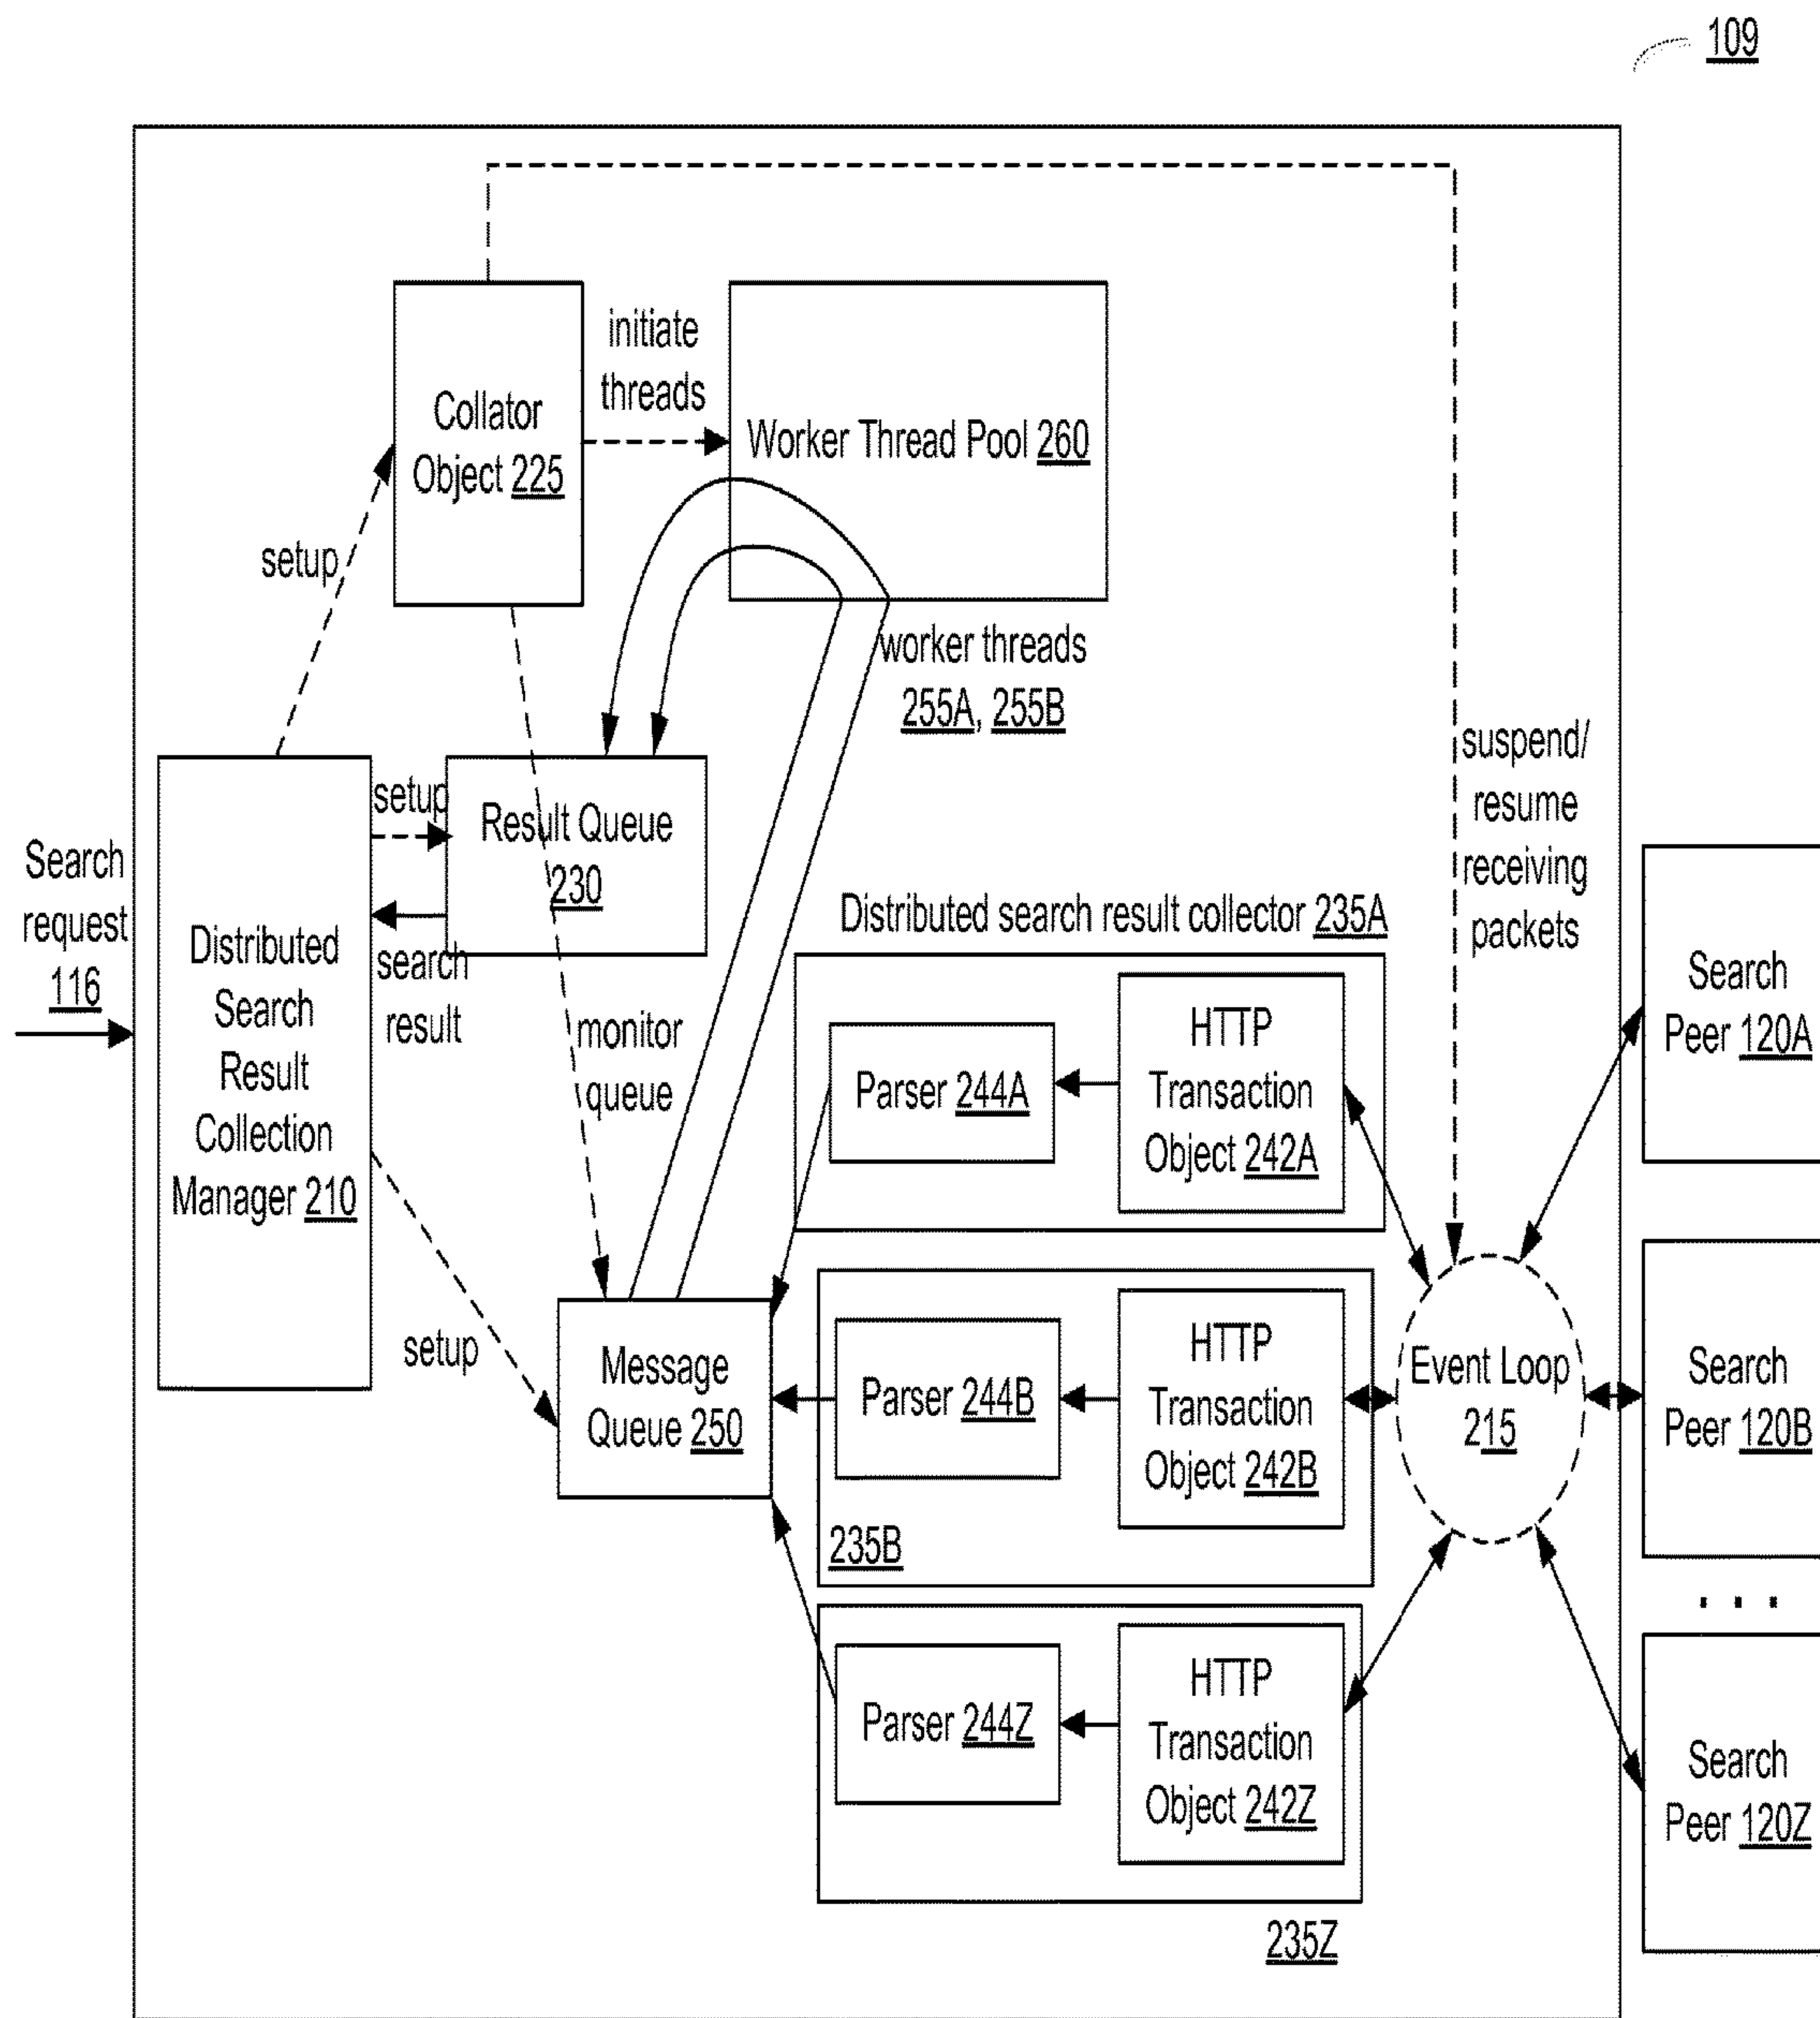 109
initiate
threads
Collator
Object 225
Worker Thread Pool 260
setup
worker threads
255A, 255B
suspend/
resume
receiving
packets
setup
Result Queue
230
Search
request
116
Distributed
Search
Result
Collection
Manager 210
search
result
monitor
queue
setup
Message
Queue 250
Distributed search result collector 235A
Parser 244A
HTTP
Transaction
Object 242A
Parser 244B
HTTP
Transaction
Object 242B
235B
Parser 244Z
HTTP
Transaction
Object 242Z
235Z
Event Loop
215
Search
Peer 120A
Search
Peer 120B
. . .
Search
Peer 120Z